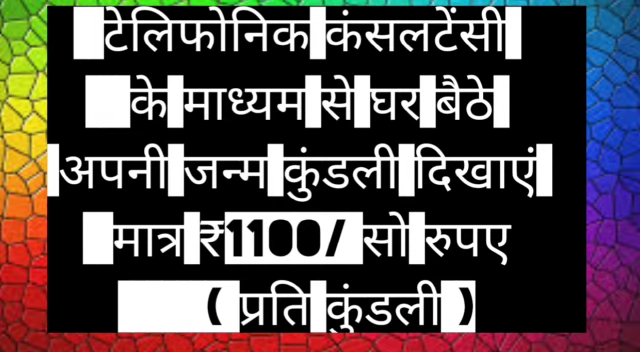 टेलिफोनिक कंसलटेंसी
के माध्यम से घर बैठे
अपनी जन्म कुंडली दिखाएं
मात्र ₹1100/ सो रुपए
( प्रति कुंडली )